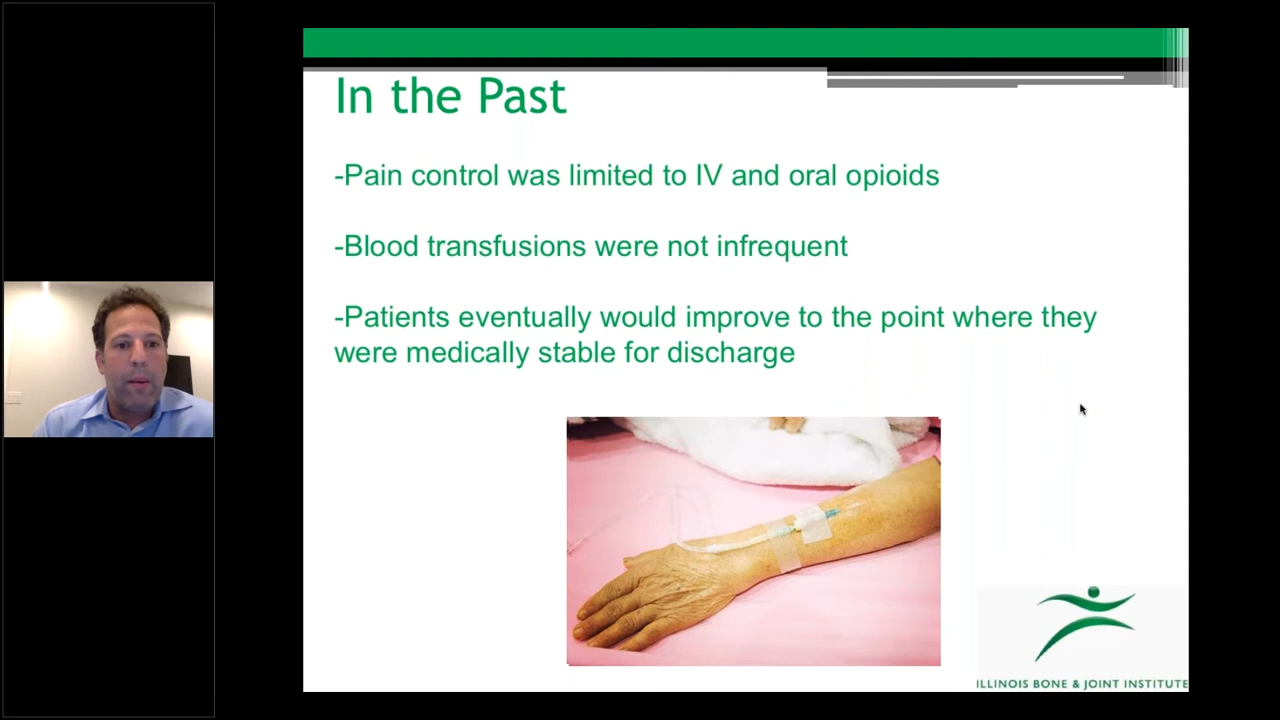 In the Past
-Pain control was limited to IV and oral opioids
-Blood transfusions were not infrequent
-Patients eventually would improve to the point where they
were medically stable for discharge
ILLINOIS BONE & JOINT INSTITUTE